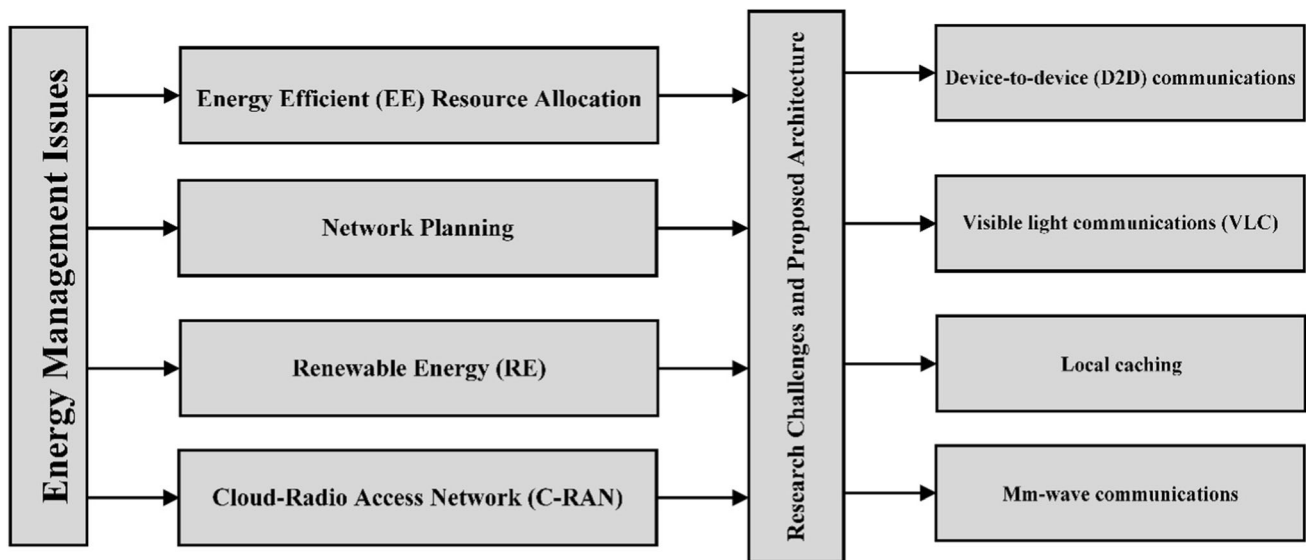 Energy Management Issues
Energy Efficient (EE) Resource Allocation
Network Planning
Renewable Energy (RE)
Cloud-Radio Access Network (C-RAN)
Research Challenges and Proposed Architecture
Device-to-device (D2D) communications
Visible light communications (VLC)
Local caching
Mm-wave communications